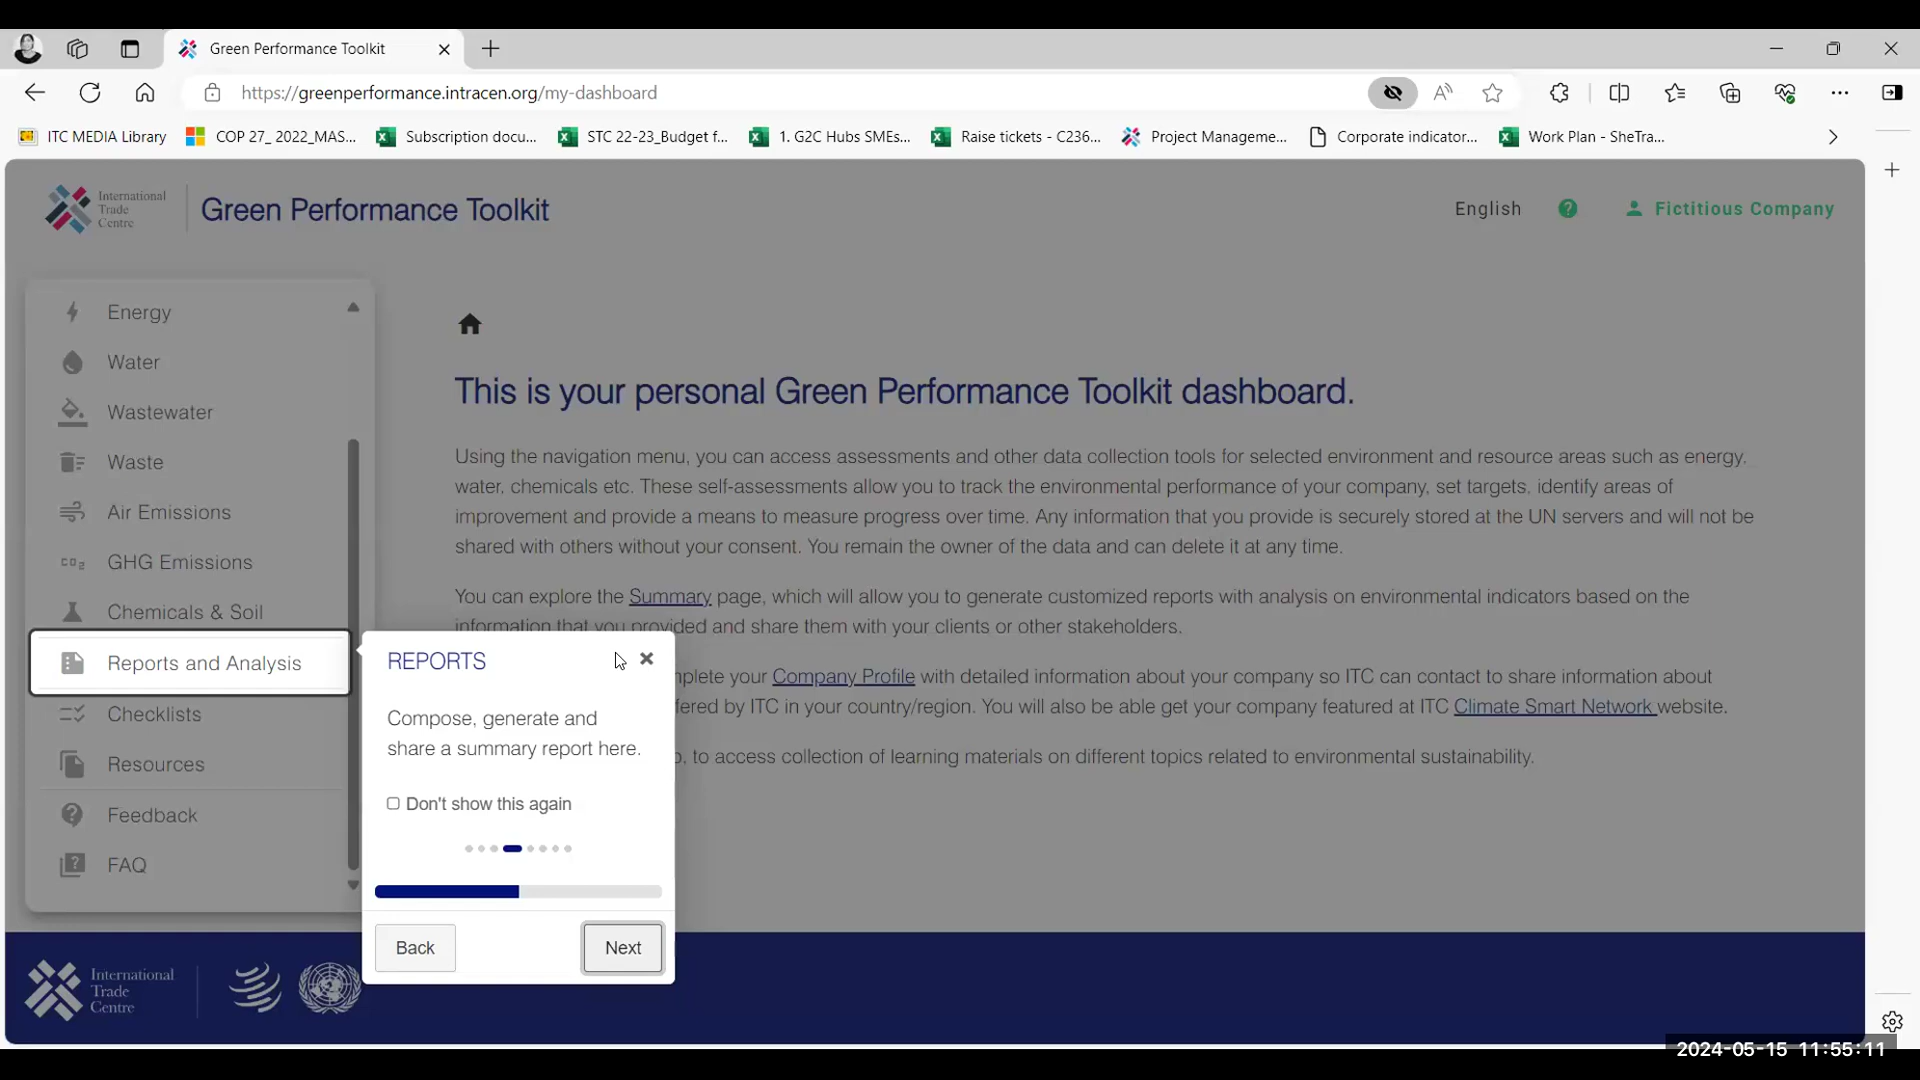 Green Performance Toolkit
https://greenperformance.intracen.org/my-dashboard
ITC MEDIA Library
COP 27_ 2022_MAS...
Subscription docu...
STC 22-23_Budget f...
1. G2C Hubs SMEs...
Raise tickets - C236...
Project Manageme...
Corporate indicator...
Work Plan - SheTra...
International
Trade
Centre
Green Performance Toolkit
English
Fictitious Company
Energy
Water
Wastewater
Waste
Air Emissions
CO2 GHG Emissions
Chemicals & Soil
Reports and Analysis
Checklists
Resources
Feedback
FAQ
This is your personal Green Performance Toolkit dashboard.
Using the navigation menu, you can access assessments and other data collection tools for selected environment and resource areas such as energy,
water, chemicals etc. These self-assessments allow you to track the environmental performance of your company, set targets, identify areas of
improvement and provide a means to measure progress over time. Any information that you provide is securely stored at the UN servers and will not be
shared with others without your consent. You remain the owner of the data and can delete it at any time.
You can explore the Summary page, which will allow you to generate customized reports with analysis on environmental indicators based on the
information that you provided and share them with your clients or other stakeholders.
plete your Company Profile with detailed information about your company so ITC can contact to share information about
fered by ITC in your country/region. You will also be able get your company featured at ITC Climate Smart Network website.
to access collection of learning materials on different topics related to environmental sustainability.
REPORTS
Compose, generate and
share a summary report here.
Don't show this again
Back
Next
International
Trade
Centre
2024-05-15 11:55:11